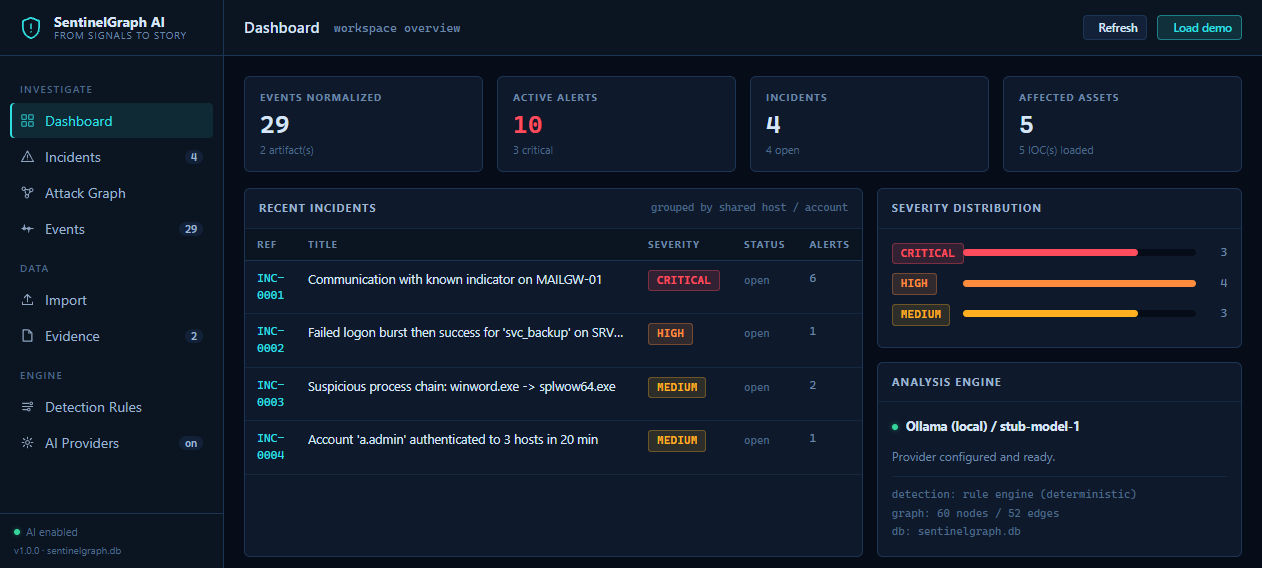 SentinelGraph AI
FROM SIGNALS TO STORY
Dashboard workspace overview
Refresh
Load demo
INVESTIGATE
Dashboard
Incidents 4
Attack Graph
Events 29
DATA
Import
Evidence 2
ENGINE
Detection Rules
AI Providers on
AI enabled
v1.0.0 · sentinelgraph.db
EVENTS NORMALIZED
29
2 artifact(s)
ACTIVE ALERTS
10
3 critical
INCIDENTS
4
4 open
AFFECTED ASSETS
5
5 IOC(s) loaded
RECENT INCIDENTS grouped by shared host / account
REF TITLE SEVERITY STATUS ALERTS
INC-0001 Communication with known indicator on MAILGW-01 CRITICAL open 6
INC-0002 Failed logon burst then success for 'svc_backup' on SRV... HIGH open 1
INC-0003 Suspicious process chain: winword.exe -> splwow64.exe MEDIUM open 2
INC-0004 Account 'a.admin' authenticated to 3 hosts in 20 min MEDIUM open 1
SEVERITY DISTRIBUTION
CRITICAL 3
HIGH 4
MEDIUM 3
ANALYSIS ENGINE
Ollama (local) / stub-model-1
Provider configured and ready.
detection: rule engine (deterministic)
graph: 60 nodes / 52 edges
db: sentinelgraph.db